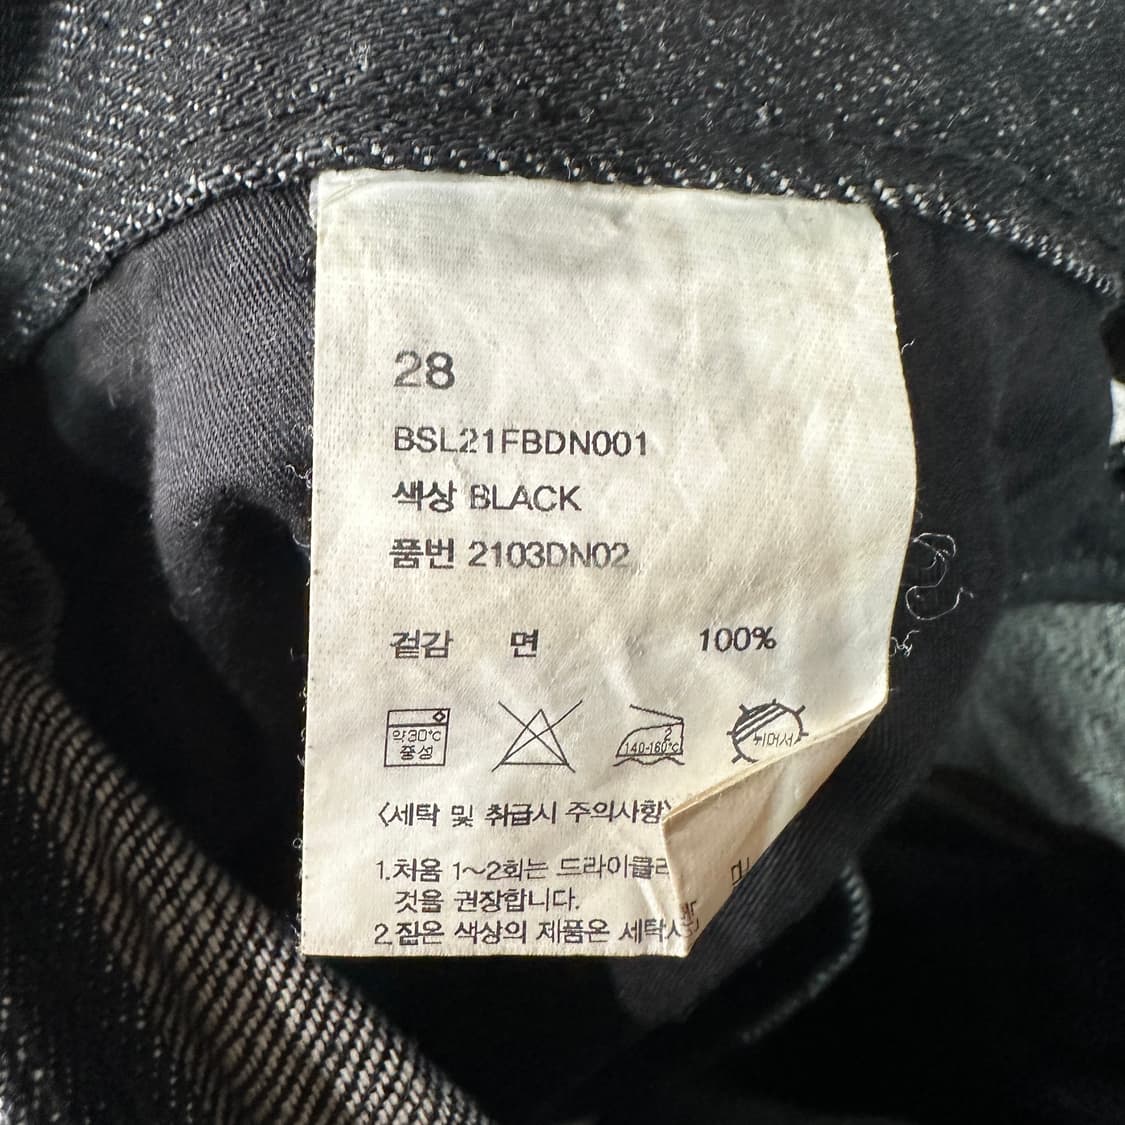 28
BSL21FBDN001
색상 BLACK
품번 2103DN02
겉감 면 100%
약30℃
중성
2
140-160℃
뉘어서
<세탁 및 취급시 주의사항>
1.처음 1~2회는 드라이클
것을 권장합니다.
2.짙은 색상의 제품은 세탁시